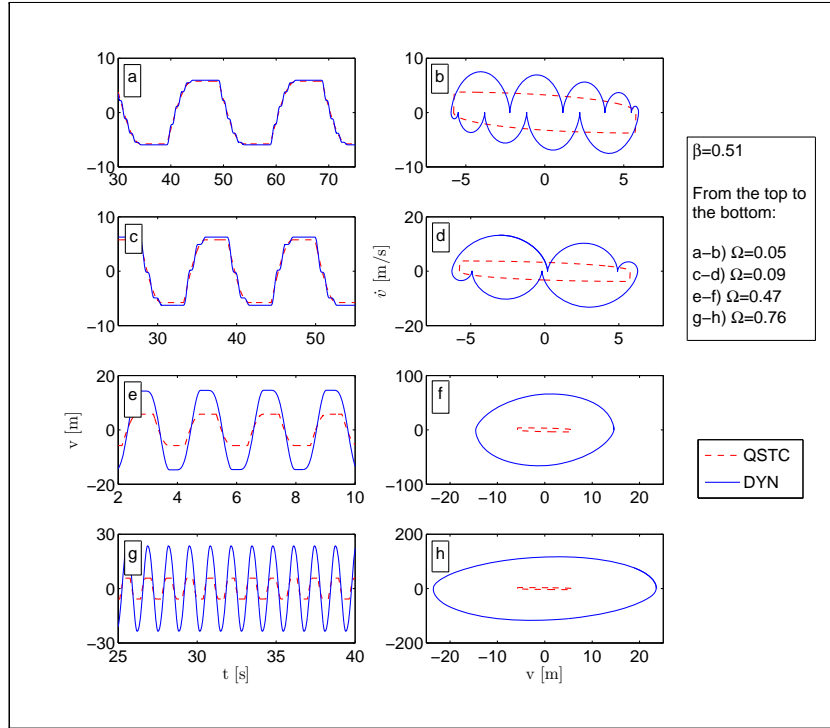 10
0
−10
30 40 50 60 70
a
10
0
−10
−5 0 5
b
10
0
−10
30 40 50
c
20
0
−20
−5 0 5
d
v̇ [m/s]
20
0
−20
2 4 6 8 10
e
v [m]
100
0
−100
−20 −10 0 10 20
f
30
0
−30
25 30 35 40
g
t [s]
200
0
−200
−20 −10 0 10 20
h
v [m]
β=0.51
From the top to
the bottom:
a−b) Ω=0.05
c−d) Ω=0.09
e−f) Ω=0.47
g−h) Ω=0.76
QSTC
DYN